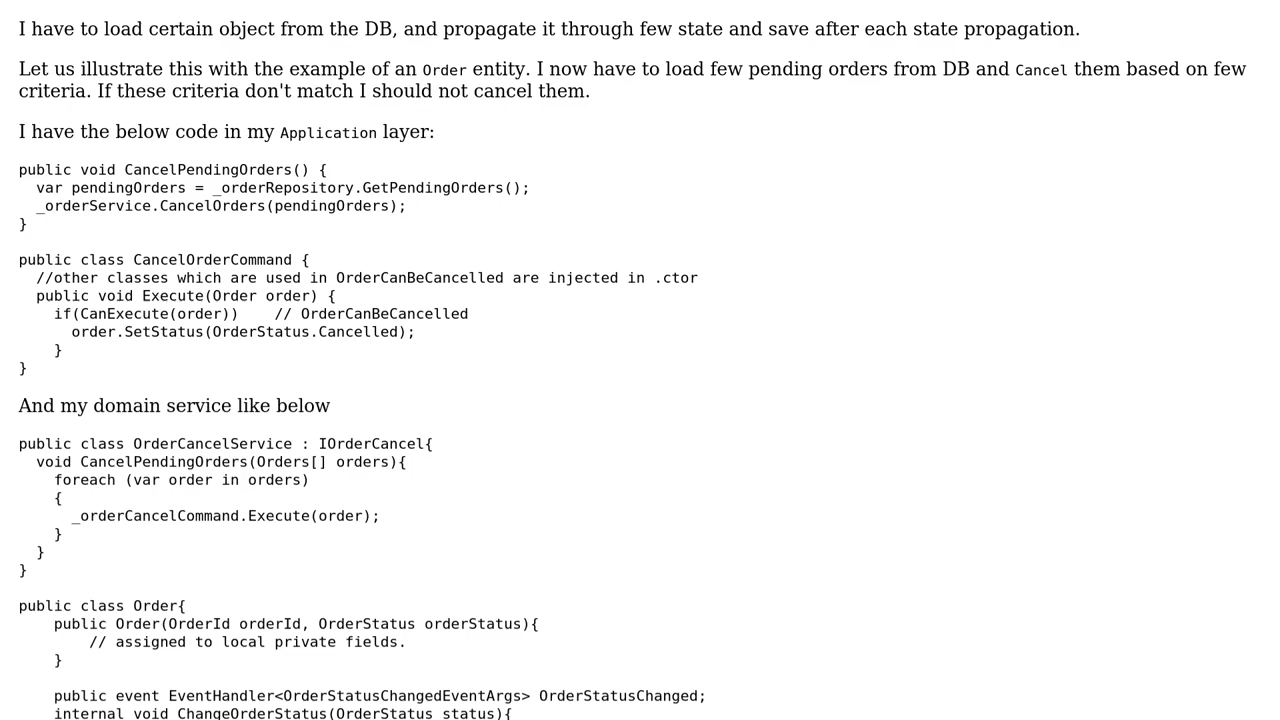 I have to load certain object from the DB, and propagate it through few state and save after each state propagation.
Let us illustrate this with the example of an Order entity. I now have to load few pending orders from DB and Cancel them based on few
criteria. If these criteria don't match I should not cancel them.
I have the below code in my Application layer:
public void CancelPendingOrders() {
  var pendingOrders = _orderRepository.GetPendingOrders();
  _orderService.CancelOrders(pendingOrders);
}
public class CancelOrderCommand {
  //other classes which are used in OrderCanBeCancelled are injected in .ctor
  public void Execute(Order order) {
    if(CanExecute(order))    // OrderCanBeCancelled
      order.SetStatus(OrderStatus.Cancelled);
    }
}
And my domain service like below
public class OrderCancelService : IOrderCancel{
  void CancelPendingOrders(Orders[] orders){
    foreach (var order in orders)
    {
      _orderCancelCommand.Execute(order);
    }
  }
}
public class Order{
    public Order(OrderId orderId, OrderStatus orderStatus){
        // assigned to local private fields.
    }
    public event EventHandler<OrderStatusChangedEventArgs> OrderStatusChanged;
    internal void ChangeOrderStatus(OrderStatus status){